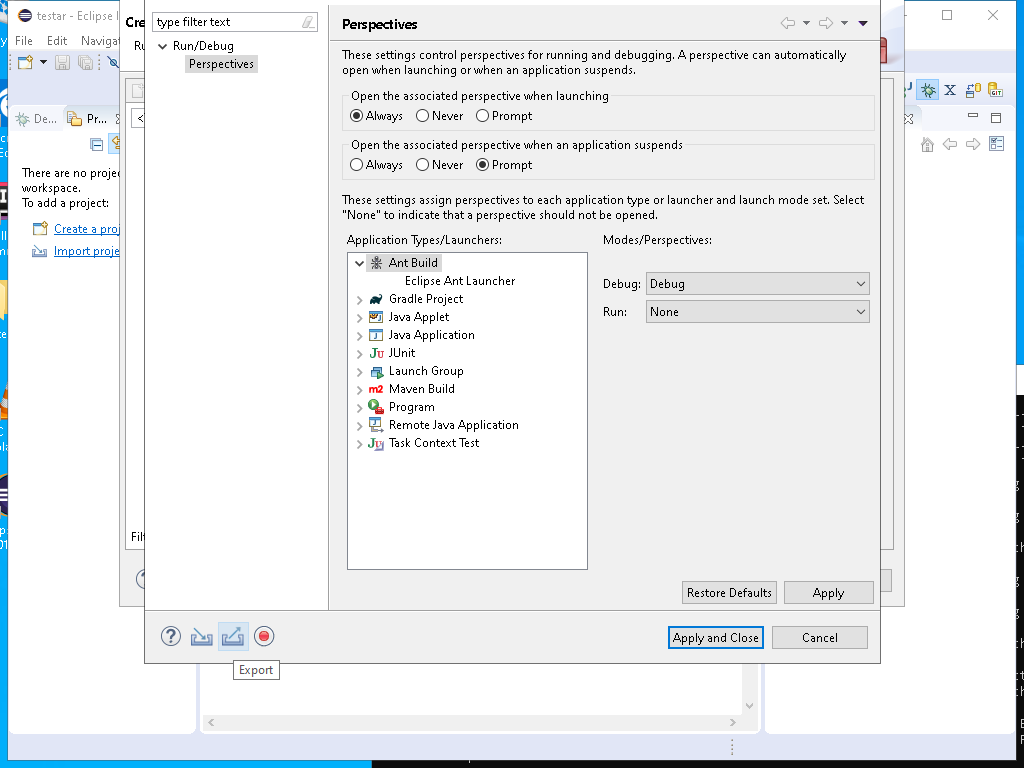 testar - Eclipse I
File Edit Naviga
Cre
type filter text
Run/Debug
Perspectives
Perspectives
These settings control perspectives for running and debugging. A perspective can automatically
open when launching or when an application suspends.
Open the associated perspective when launching
Always Never Prompt
Open the associated perspective when an application suspends
Always Never Prompt
These settings assign perspectives to each application type or launcher and launch mode set. Select
"None" to indicate that a perspective should not be opened.
Application Types/Launchers:
Modes/Perspectives:
Ant Build
Eclipse Ant Launcher
Gradle Project
Java Applet
Java Application
JUnit
Launch Group
Maven Build
Program
Remote Java Application
Task Context Test
Debug: Debug
Run: None
Restore Defaults Apply
Apply and Close Cancel
Export
De... Pr...
There are no proje
workspace.
To add a project:
Create a proj
Import proje
Filt